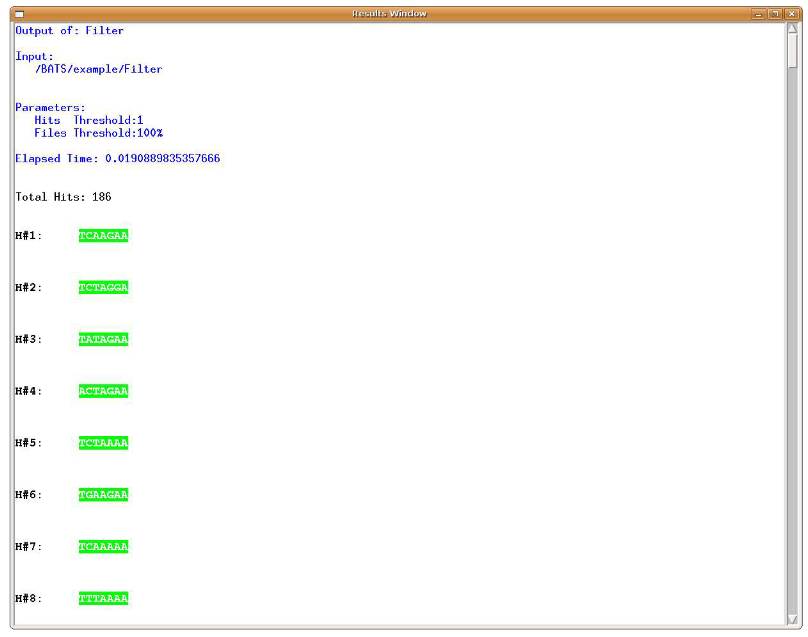 Results Window
Output of: Filter
Input:
/BATS/example/Filter
Parameters:
Hits  Threshold:1
Files Threshold:100%
Elapsed Time: 0.0190889835357666
Total Hits: 186
H#1: TCAAGAA
H#2: TCTAGGA
H#3: TATAGAA
H#4: ACTAGAA
H#5: TCTAAAA
H#6: TGAAGAA
H#7: TCAAAAA
H#8: TTTAAAA